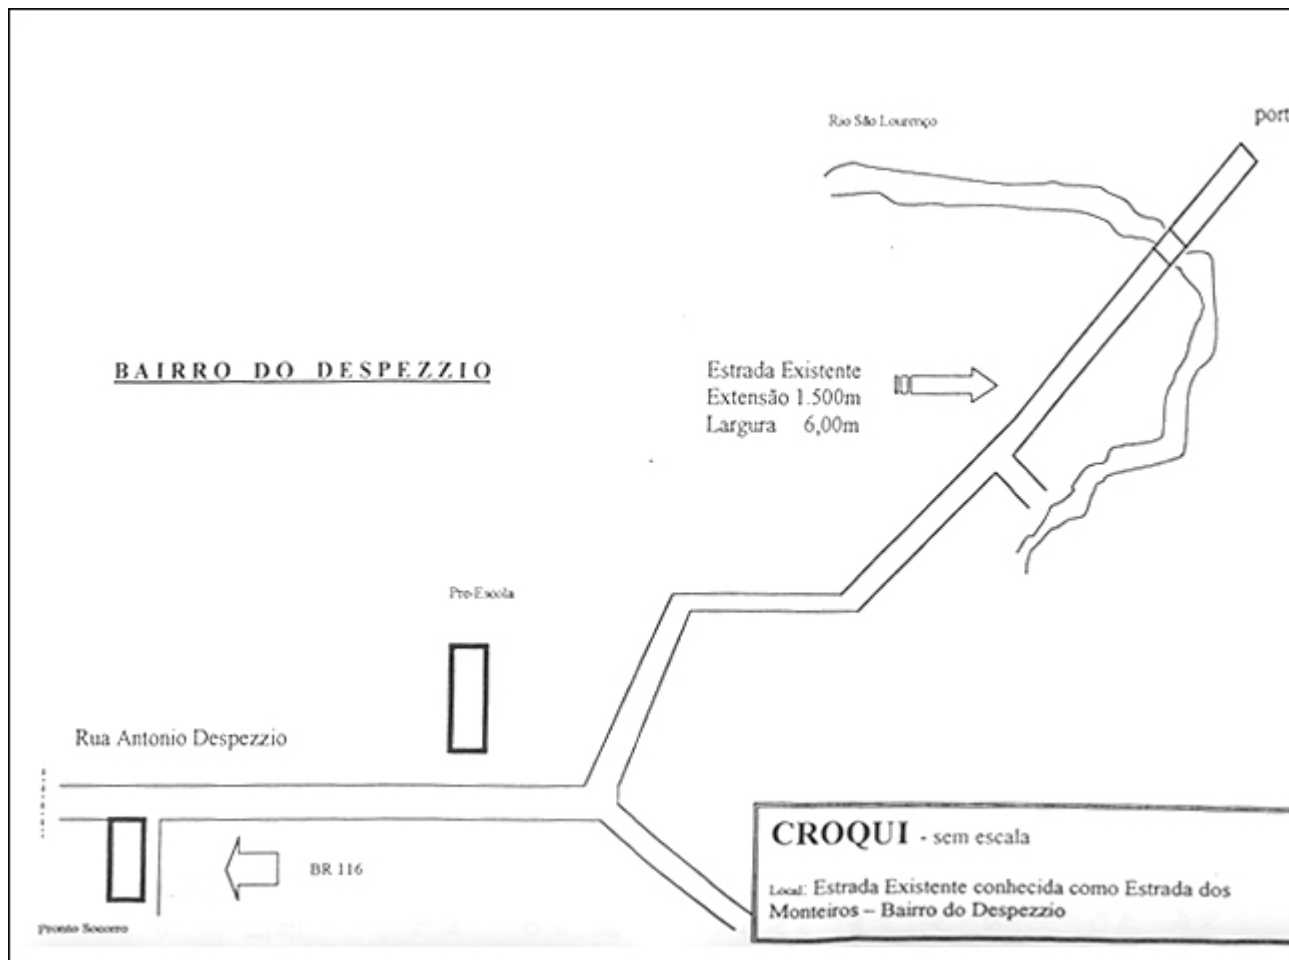 Rio São Lourenço
port
BAIRRO DO DESPEZZIO
Estrada Existente
Extensão 1.500m
Largura 6,00m
Pre-Escola
Rua Antonio Despezzio
BR 116
Pronto Socorro
CROQUI - sem escala
Local: Estrada Existente conhecida como Estrada dos
Monteiros – Bairro do Despezzio